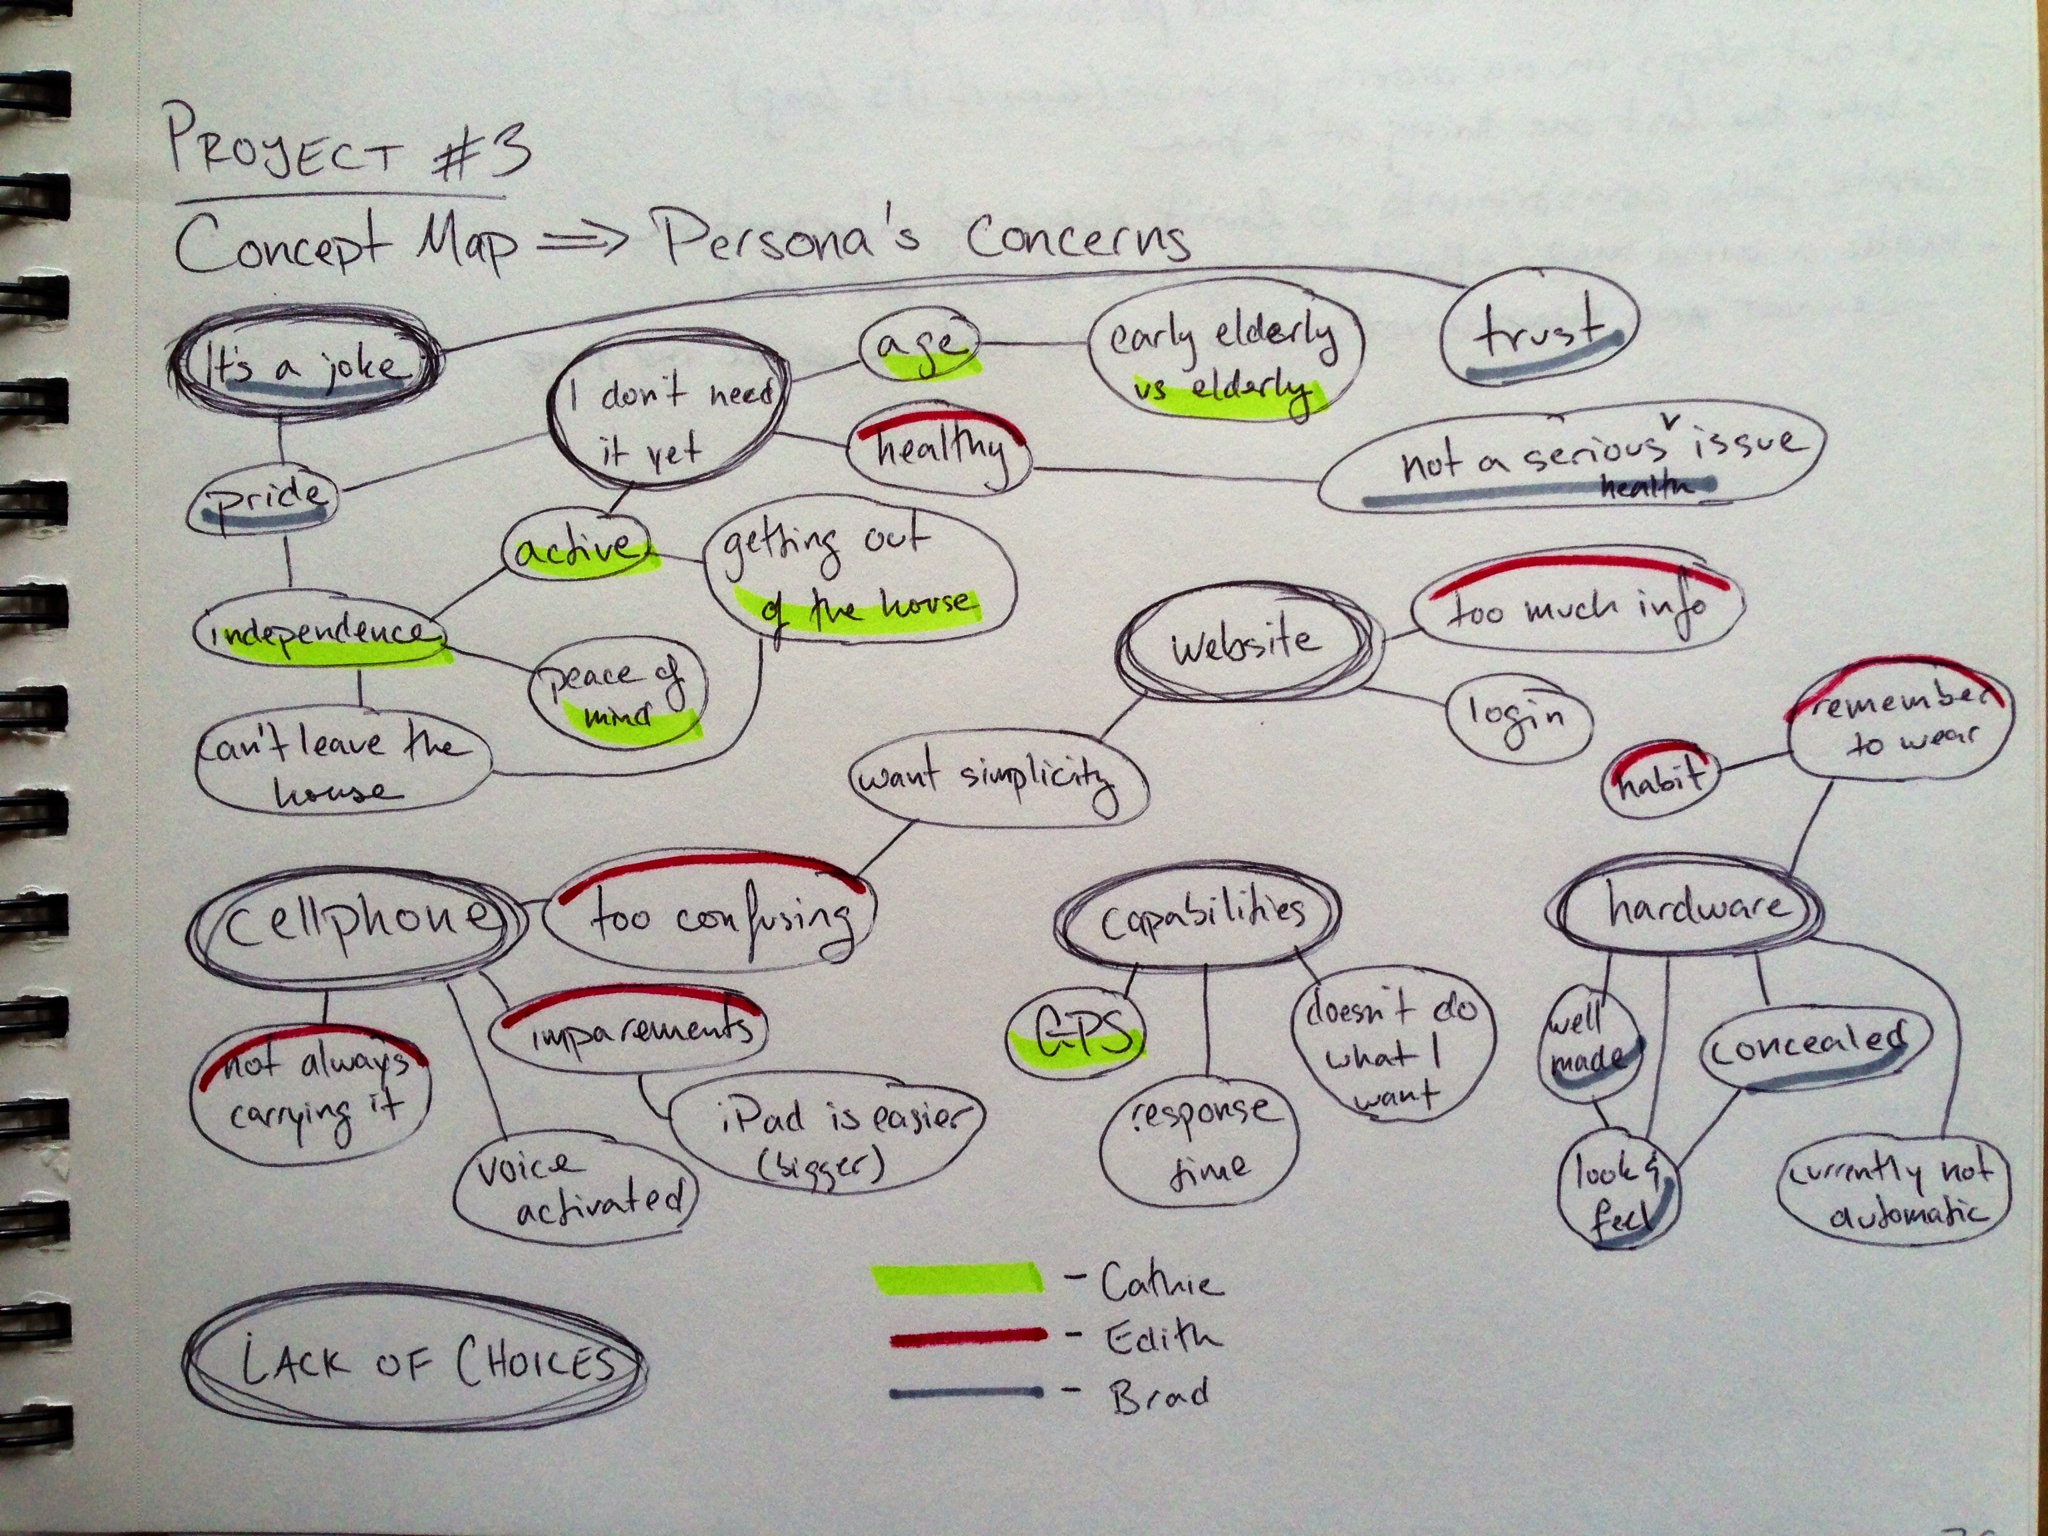 PROYECT #3
Concept Map => Persona's Concerns
It's a joke
I don't need
it yet
age
early elderly
vs elderly
trust
pride
healthy
not a serious ˅ issue
health
active
getting out
of the house
independence
peace of
mind
can't leave the
house
website
too much info
login
want simplicity
remember
to wear
habit
cellphone
too confusing
capabilities
hardware
not always
carrying it
imparements
voice
activated
iPad is easier
(bigger)
GPS
response
time
doesn't do
what I
want
well
made
concealed
look &
feel
currently not
automatic
LACK OF CHOICES
- Cathie
- Edith
- Brad